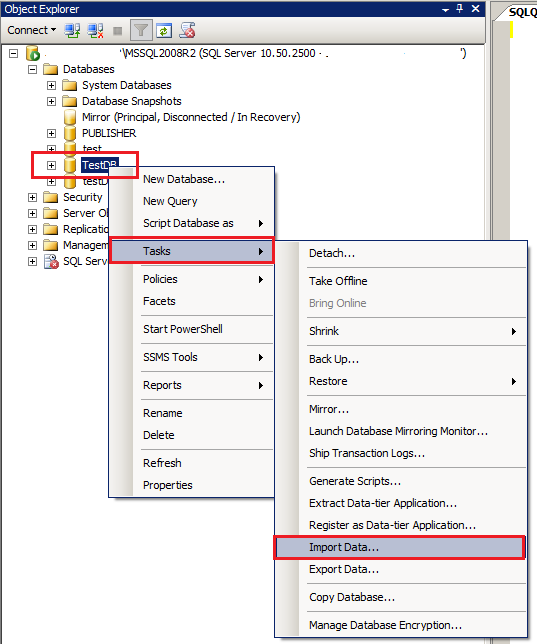 Object Explorer
SQLQ
Connect
'\MSSQL2008R2 (SQL Server 10.50.2500 - . ')
Databases
System Databases
Database Snapshots
Mirror (Principal, Disconnected / In Recovery)
PUBLISHER
test
TestDB
testD
Security
Server Ob
Replicatio
Managem
SQL Serve
New Database...
New Query
Script Database as
Tasks
Policies
Facets
Start PowerShell
SSMS Tools
Reports
Rename
Delete
Refresh
Properties
Detach...
Take Offline
Bring Online
Shrink
Back Up...
Restore
Mirror...
Launch Database Mirroring Monitor...
Ship Transaction Logs...
Generate Scripts...
Extract Data-tier Application...
Register as Data-tier Application...
Import Data...
Export Data...
Copy Database...
Manage Database Encryption...